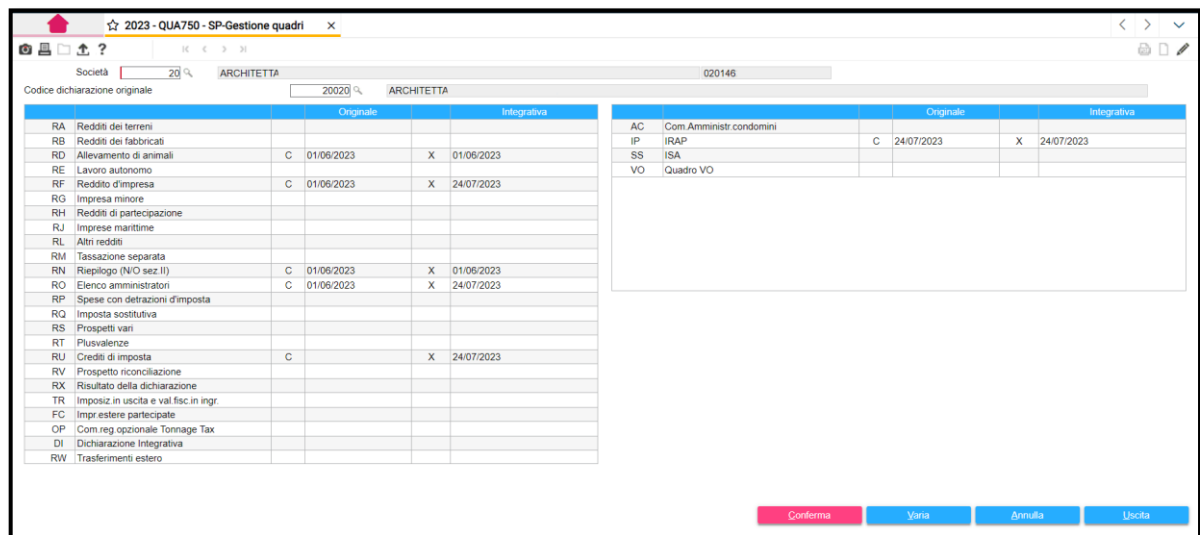 2023 - QUA750 - SP-Gestione quadri ×
?
Società 20 ARCHITETTA 020146
Codice dichiarazione originale 20020 ARCHITETTA
Originale Integrativa
RA Redditi dei terreni
RB Redditi dei fabbricati
RD Allevamento di animali C 01/06/2023 X 01/06/2023
RE Lavoro autonomo
RF Reddito d'impresa C 01/06/2023 X 24/07/2023
RG Impresa minore
RH Redditi di partecipazione
RJ Imprese marittime
RL Altri redditi
RM Tassazione separata
RN Riepilogo (N/O sez.II) C 01/06/2023 X 01/06/2023
RO Elenco amministratori C 01/06/2023 X 24/07/2023
RP Spese con detrazioni d'imposta
RQ Imposta sostitutiva
RS Prospetti vari
RT Plusvalenze
RU Crediti di imposta C X 24/07/2023
RV Prospetto riconciliazione
RX Risultato della dichiarazione
TR Imposiz.in uscita e val.fisc.in ingr.
FC Impr.estere partecipate
OP Com.reg.opzionale Tonnage Tax
DI Dichiarazione Integrativa
RW Trasferimenti estero
Originale Integrativa
AC Com.Amministr.condomini
IP IRAP C 24/07/2023 X 24/07/2023
SS ISA
VO Quadro VO
Conferma Varia Annulla Uscita